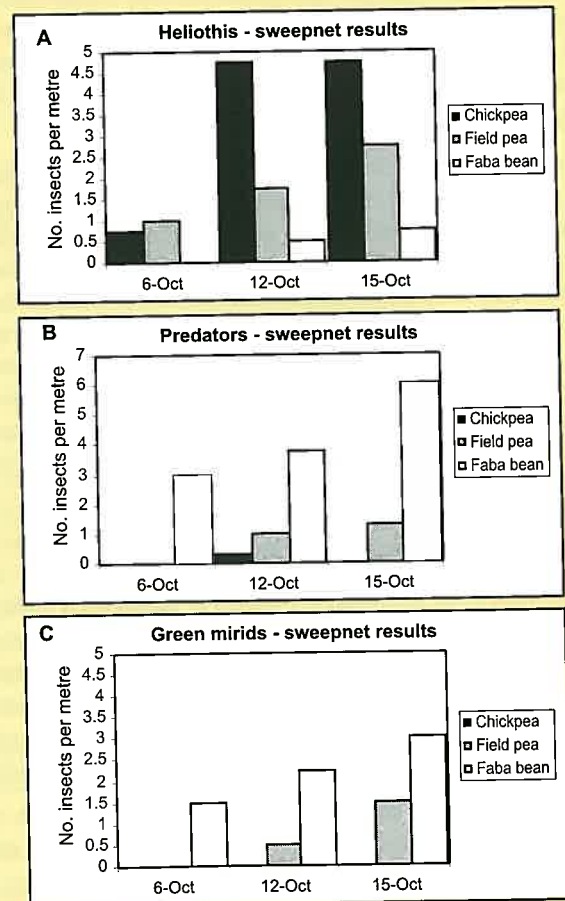 A
Heliothis - sweepnet results
No. insects per metre
5
4.5
4
3.5
3
2.5
2
1.5
1
0.5
0
6-Oct 12-Oct 15-Oct
Chickpea
Field pea
Faba bean
B
Predators - sweepnet results
No. insects per metre
7
6
5
4
3
2
1
0
6-Oct 12-Oct 15-Oct
Chickpea
Field pea
Faba bean
C
Green mirids - sweepnet results
No. insects per metre
5
4.5
4
3.5
3
2.5
2
1.5
1
0.5
0
6-Oct 12-Oct 15-Oct
Chickpea
Field pea
Faba bean